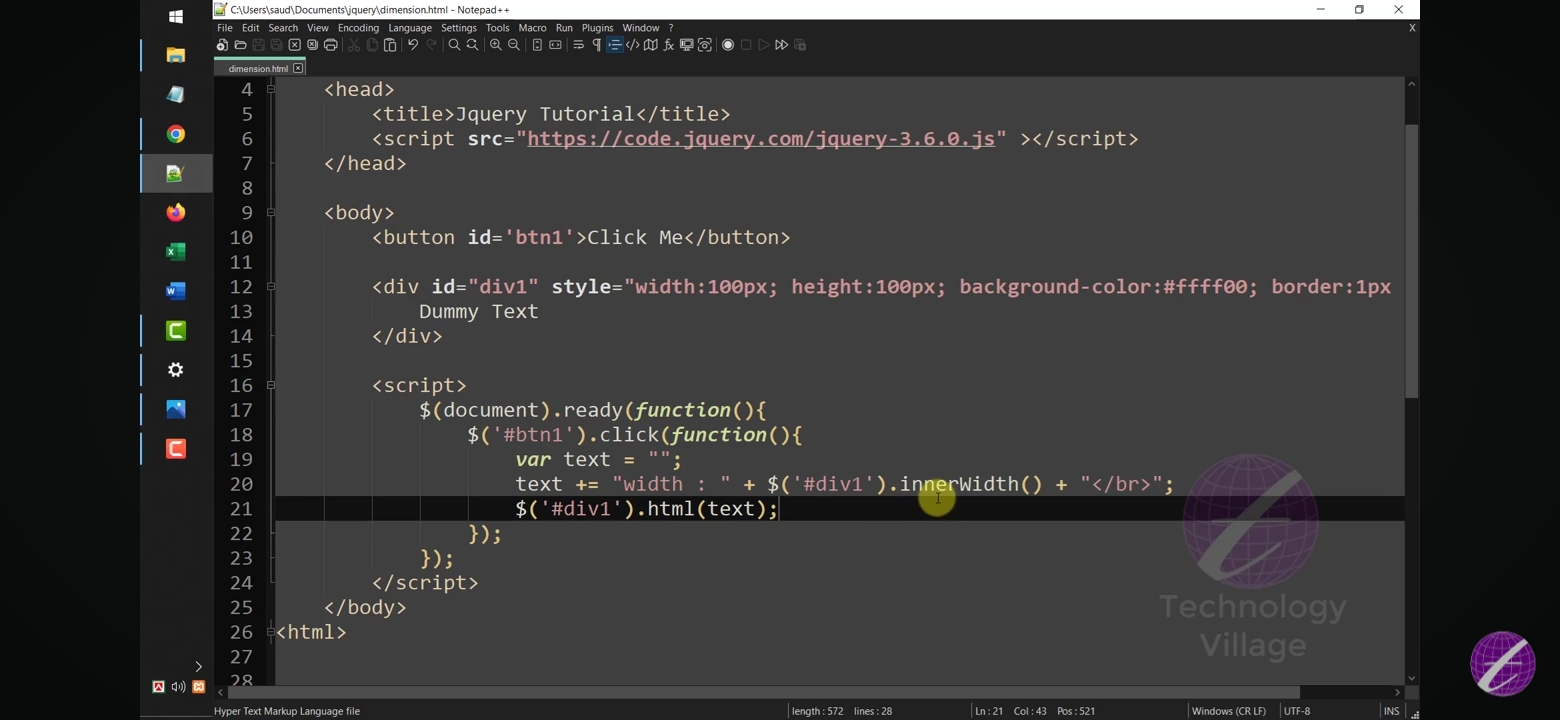 C:\Users\saud\Documents\jquery\dimension.html - Notepad++
File Edit Search View Encoding Language Settings Tools Macro Run Plugins Window ? X
dimension.html
4 <head>
5 <title>Jquery Tutorial</title>
6 <script src="https://code.jquery.com/jquery-3.6.0.js" ></script>
7 </head>
8
9 <body>
10 <button id='btn1'>Click Me</button>
11
12 <div id="div1" style="width:100px; height:100px; background-color:#ffff00; border:1px
13 Dummy Text
14 </div>
15
16 <script>
17 $(document).ready(function(){
18 $('#btn1').click(function(){
19 var text = "";
20 text += "width : " + $('#div1').innerWidth() + "</br>";
21 $('#div1').html(text);
22 });
23 });
24 </script>
25 </body>
26 <html>
27
28
Technology
Village
Hyper Text Markup Language file length : 572 lines : 28 Ln : 21 Col : 43 Pos : 521 Windows (CR LF) UTF-8 INS